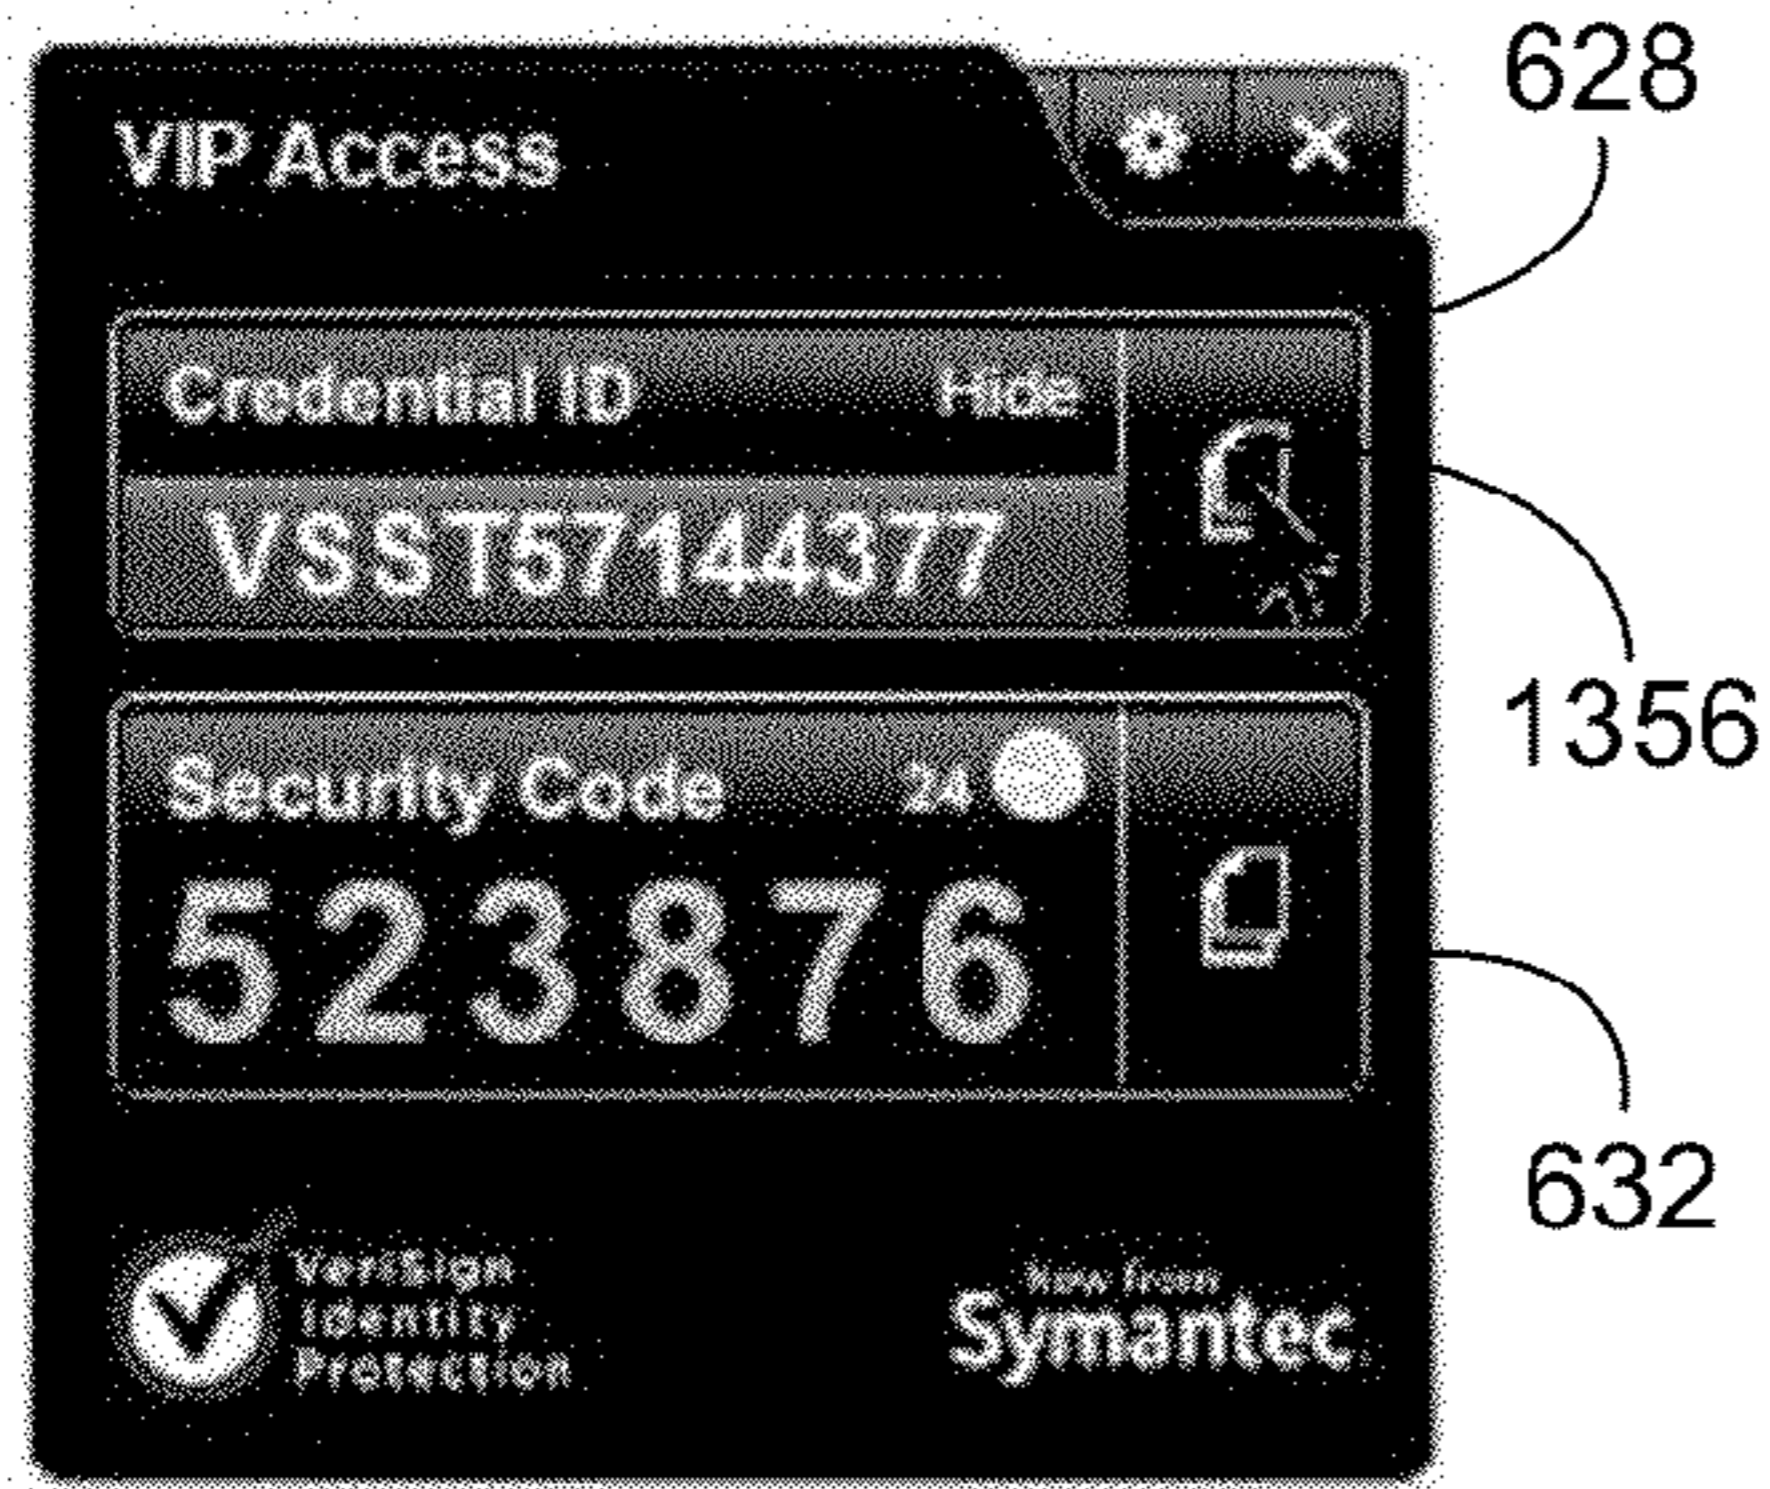 628
VIP Access
Credential ID Hide
VSST57144377
1356
Security Code 24
523876
632
VeriSign
Identity
Protection
Now from
Symantec